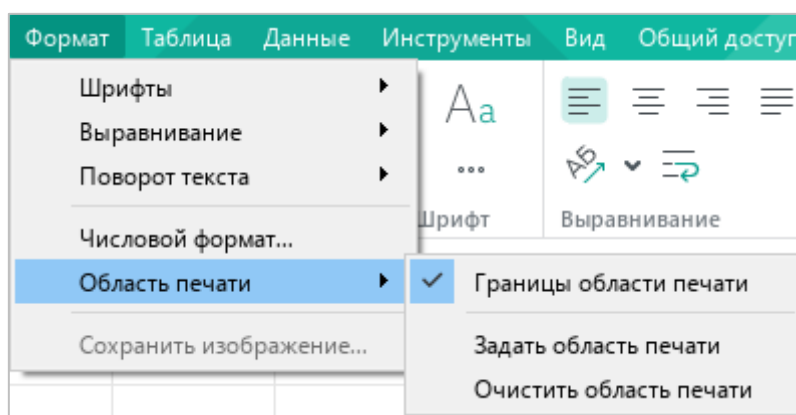 Формат Таблица Данные Инструменты Вид Общий доступ
Шрифты
Выравнивание
Поворот текста
Числовой формат...
Область печати
Сохранить изображение...
Aa
АБ
Шрифт
Выравнивание
Границы области печати
Задать область печати
Очистить область печати